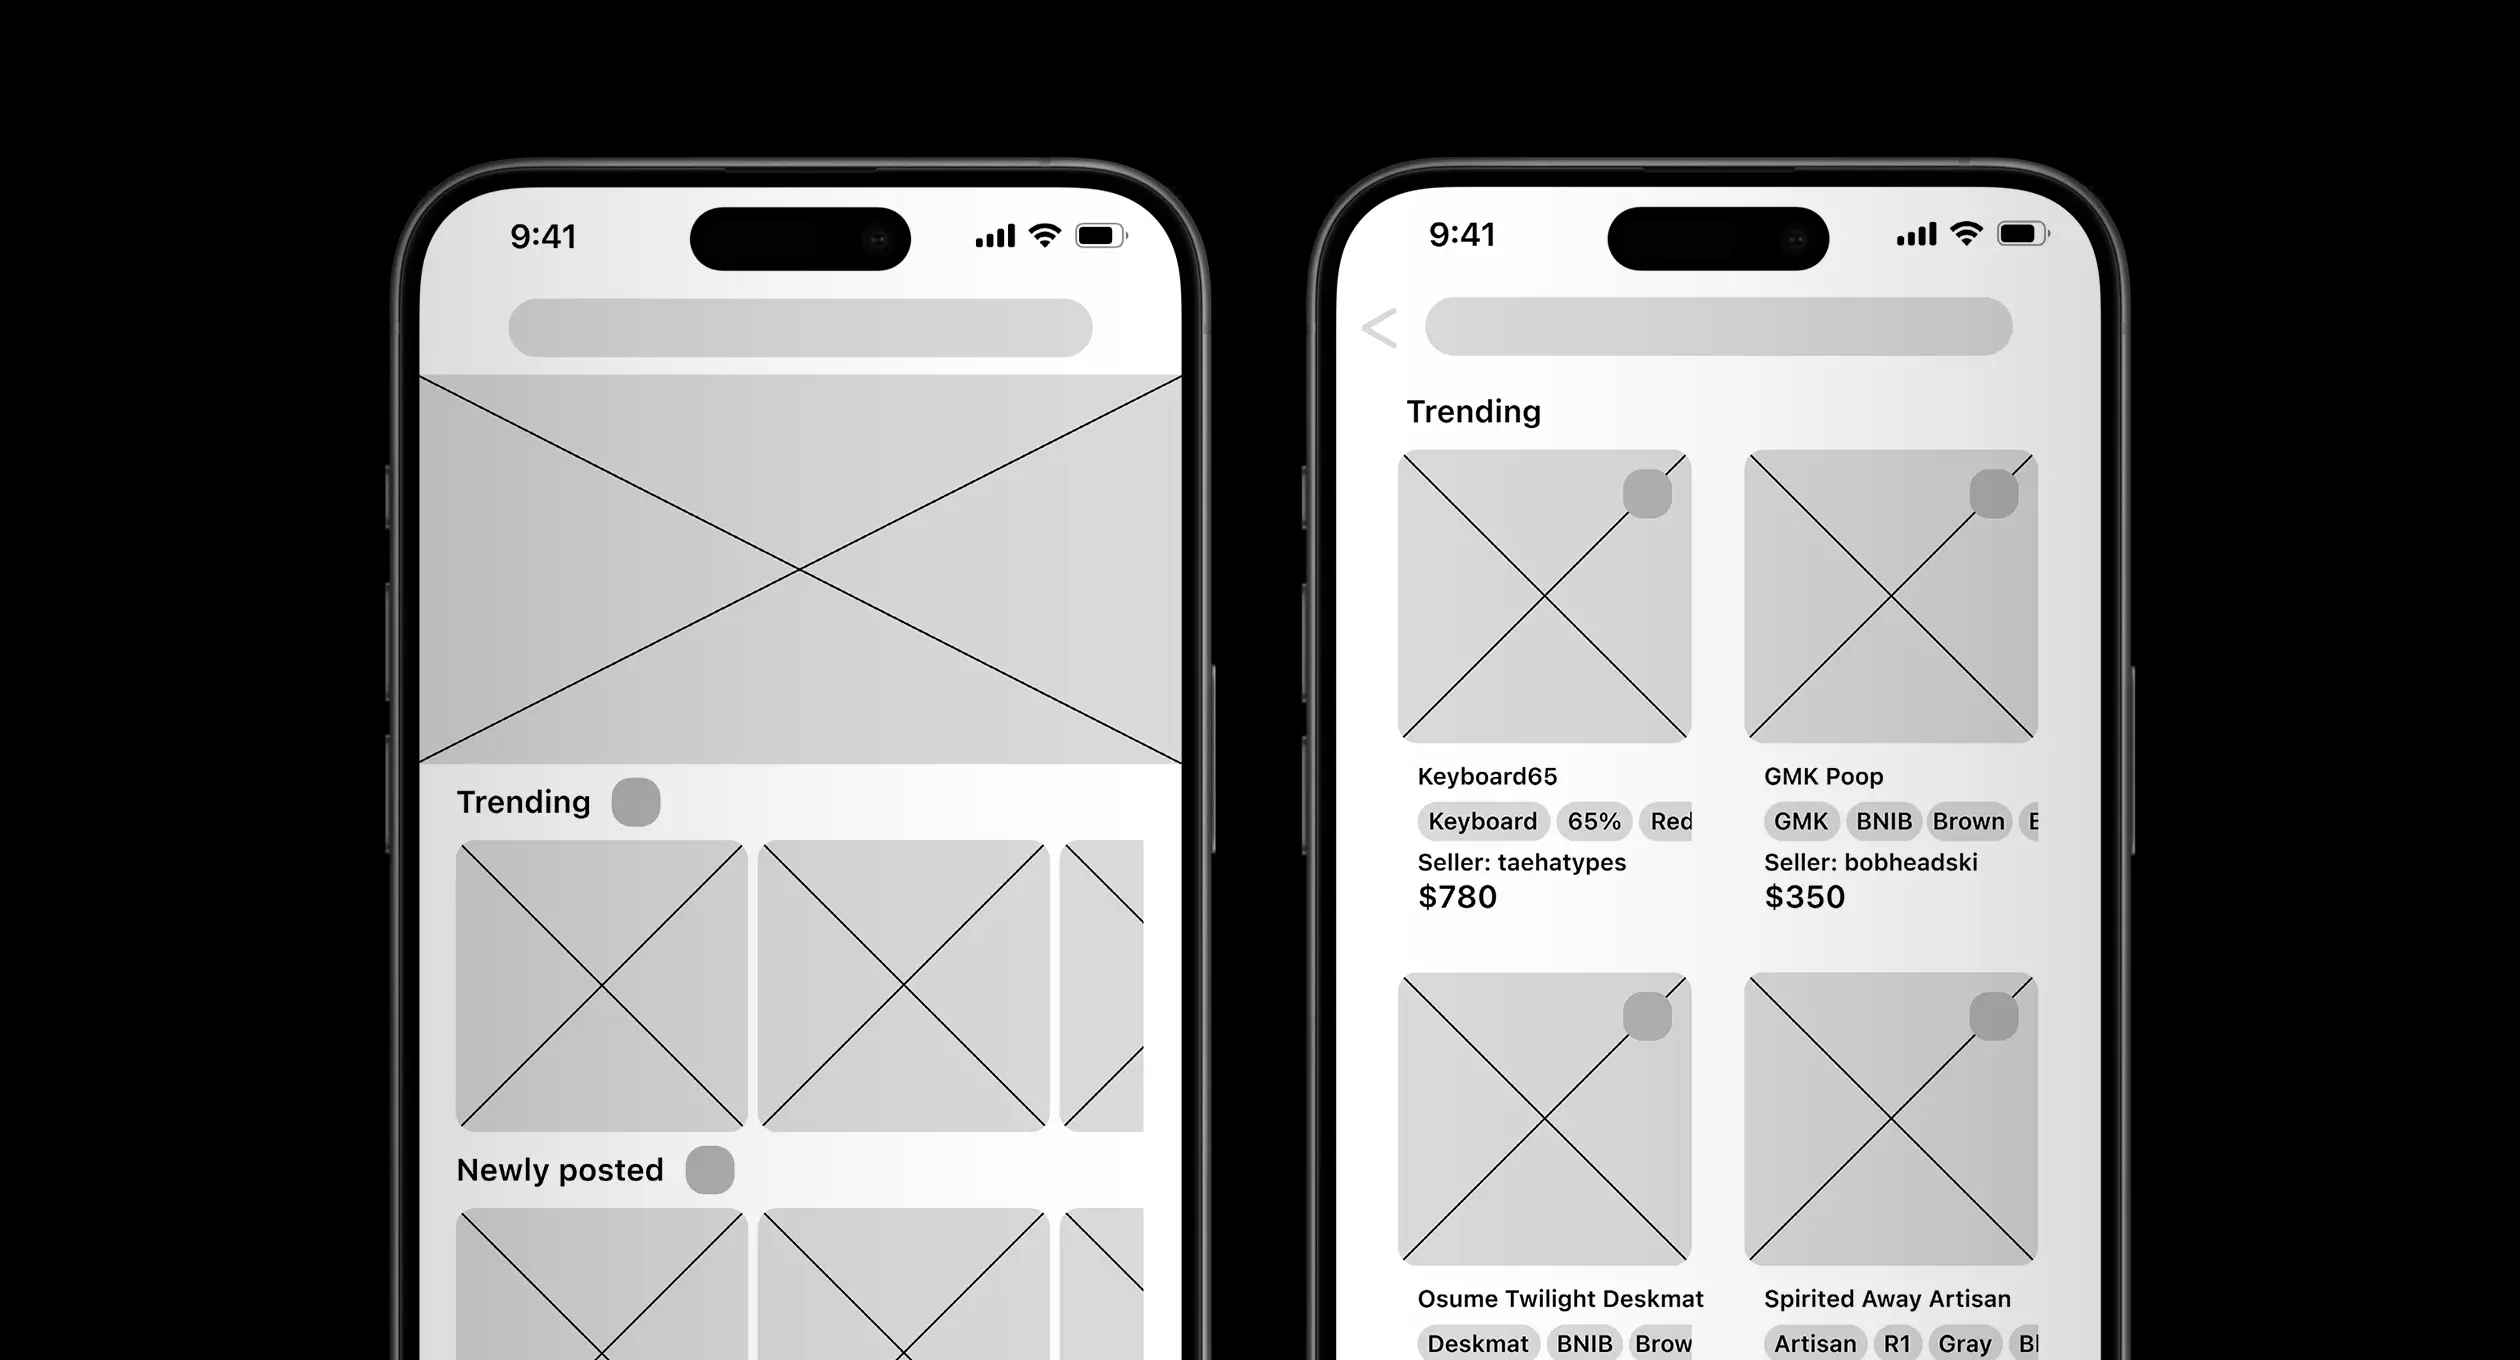 9:41
Trending
Newly posted
9:41
Trending
Keyboard65
Keyboard 65% Red
Seller: taehatypes
$780
GMK Poop
GMK BNIB Brown
Seller: bobheadski
$350
Osume Twilight Deskmat
Deskmat BNIB Brow
Spirited Away Artisan
Artisan R1 Gray